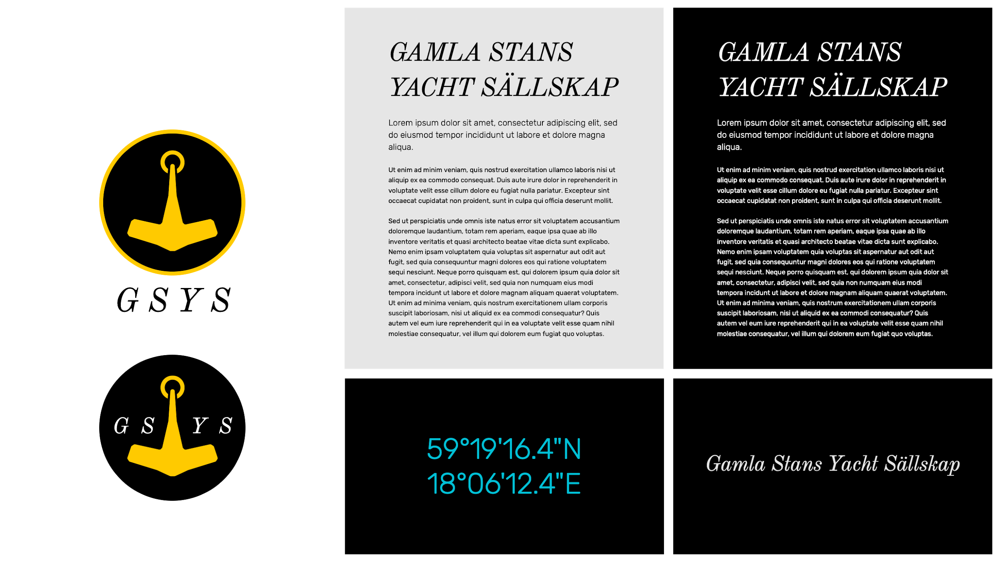 G S Y S
G S Y S
GAMLA STANS
YACHT SÄLLSKAP
Lorem ipsum dolor sit amet, consectetur adipiscing elit, sed
do eiusmod tempor incididunt ut labore et dolore magna
aliqua.
Ut enim ad minim veniam, quis nostrud exercitation ullamco laboris nisi ut
aliquip ex ea commodo consequat. Duis aute irure dolor in reprehenderit in
voluptate velit esse cillum dolore eu fugiat nulla pariatur. Excepteur sint
occaecat cupidatat non proident, sunt in culpa qui officia deserunt mollit.
Sed ut perspiciatis unde omnis iste natus error sit voluptatem accusantium
doloremque laudantium, totam rem aperiam, eaque ipsa quae ab illo
inventore veritatis et quasi architecto beatae vitae dicta sunt explicabo.
Nemo enim ipsam voluptatem quia voluptas sit aspernatur aut odit aut
fugit, sed quia consequuntur magni dolores eos qui ratione voluptatem
sequi nesciunt. Neque porro quisquam est, qui dolorem ipsum quia dolor sit
amet, consectetur, adipisci velit, sed quia non numquam eius modi
tempora incidunt ut labore et dolore magnam aliquam quaerat voluptatem.
Ut enim ad minima veniam, quis nostrum exercitationem ullam corporis
suscipit laboriosam, nisi ut aliquid ex ea commodi consequatur? Quis
autem vel eum iure reprehenderit qui in ea voluptate velit esse quam nihil
molestiae consequatur, vel illum qui dolorem eum fugiat quo voluptas.
GAMLA STANS
YACHT SÄLLSKAP
Lorem ipsum dolor sit amet, consectetur adipiscing elit, sed
do eiusmod tempor incididunt ut labore et dolore magna
aliqua.
Ut enim ad minim veniam, quis nostrud exercitation ullamco laboris nisi ut
aliquip ex ea commodo consequat. Duis aute irure dolor in reprehenderit in
voluptate velit esse cillum dolore eu fugiat nulla pariatur. Excepteur sint
occaecat cupidatat non proident, sunt in culpa qui officia deserunt mollit.
Sed ut perspiciatis unde omnis iste natus error sit voluptatem accusantium
doloremque laudantium, totam rem aperiam, eaque ipsa quae ab illo
inventore veritatis et quasi architecto beatae vitae dicta sunt explicabo.
Nemo enim ipsam voluptatem quia voluptas sit aspernatur aut odit aut
fugit, sed quia consequuntur magni dolores eos qui ratione voluptatem
sequi nesciunt. Neque porro quisquam est, qui dolorem ipsum quia dolor sit
amet, consectetur, adipisci velit, sed quia non numquam eius modi
tempora incidunt ut labore et dolore magnam aliquam quaerat voluptatem.
Ut enim ad minima veniam, quis nostrum exercitationem ullam corporis
suscipit laboriosam, nisi ut aliquid ex ea commodi consequatur? Quis
autem vel eum iure reprehenderit qui in ea voluptate velit esse quam nihil
molestiae consequatur, vel illum qui dolorem eum fugiat quo voluptas.
59°19'16.4"N
18°06'12.4"E
Gamla Stans Yacht Sällskap